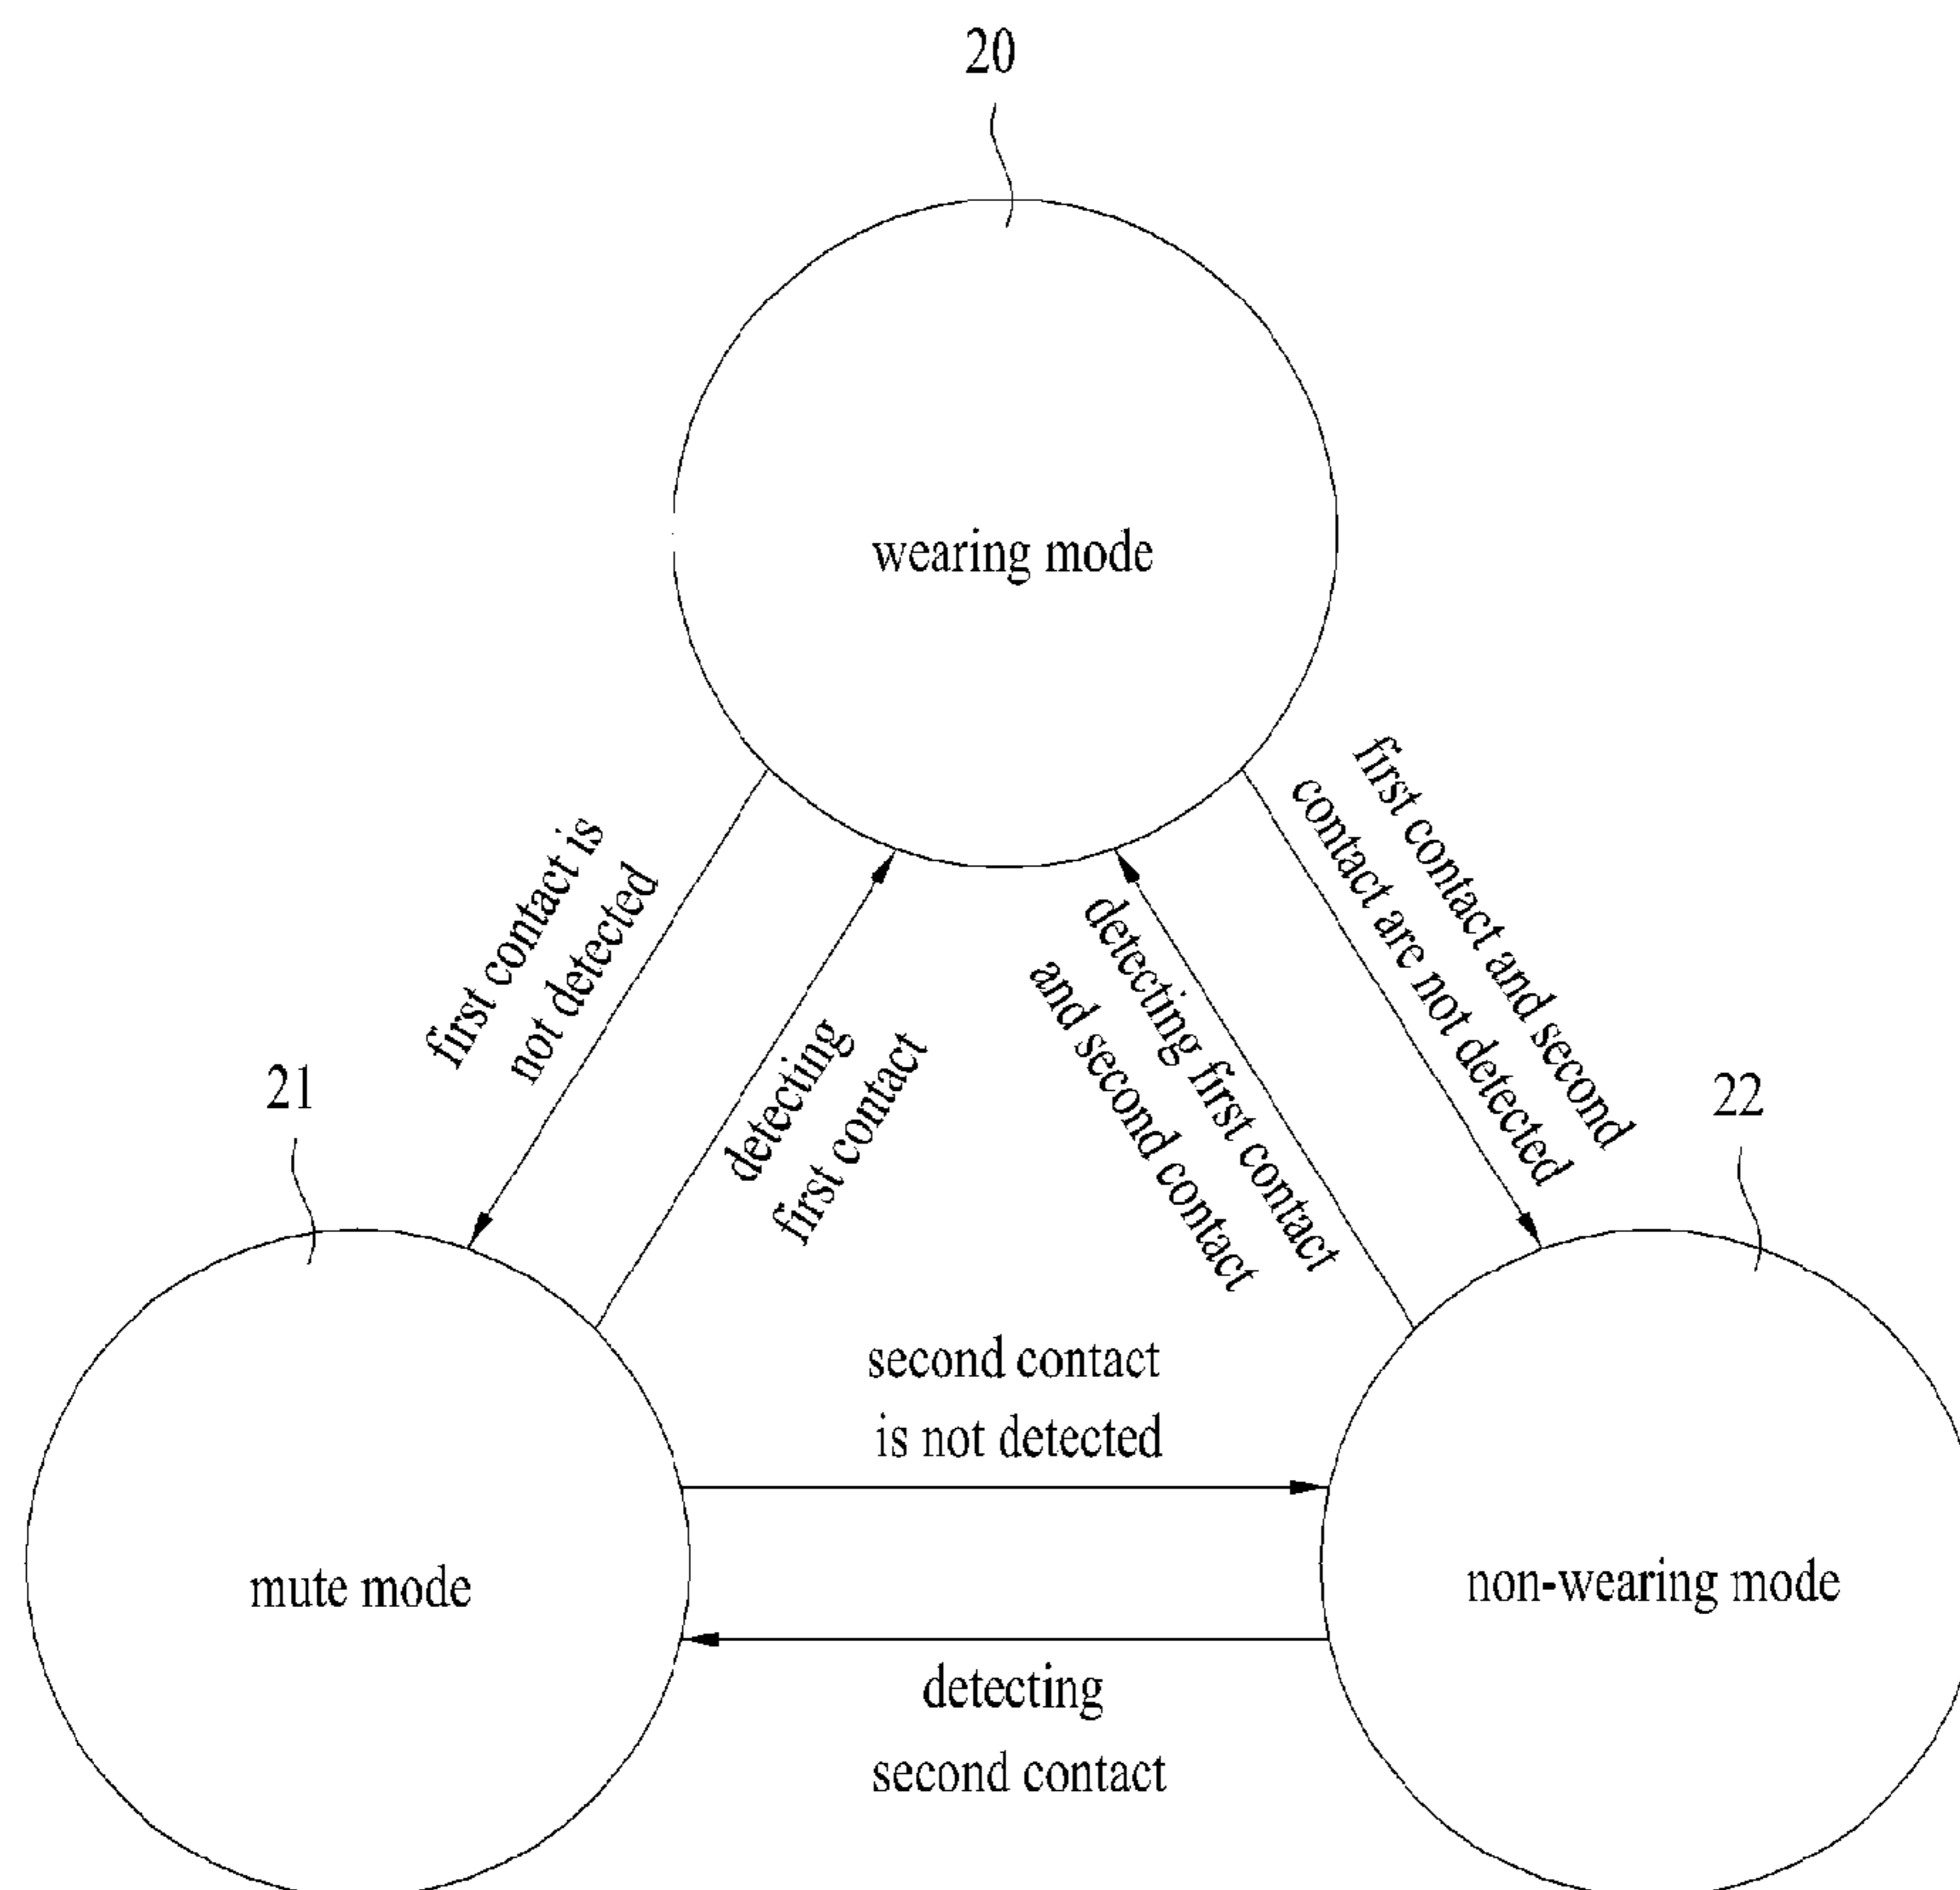 20
wearing mode
first contact is
not detected
detecting
first contact
detecting first contact
and second contact
first contact and second
contact are not detected
21
22
second contact
is not detected
mute mode
non-wearing mode
detecting
second contact